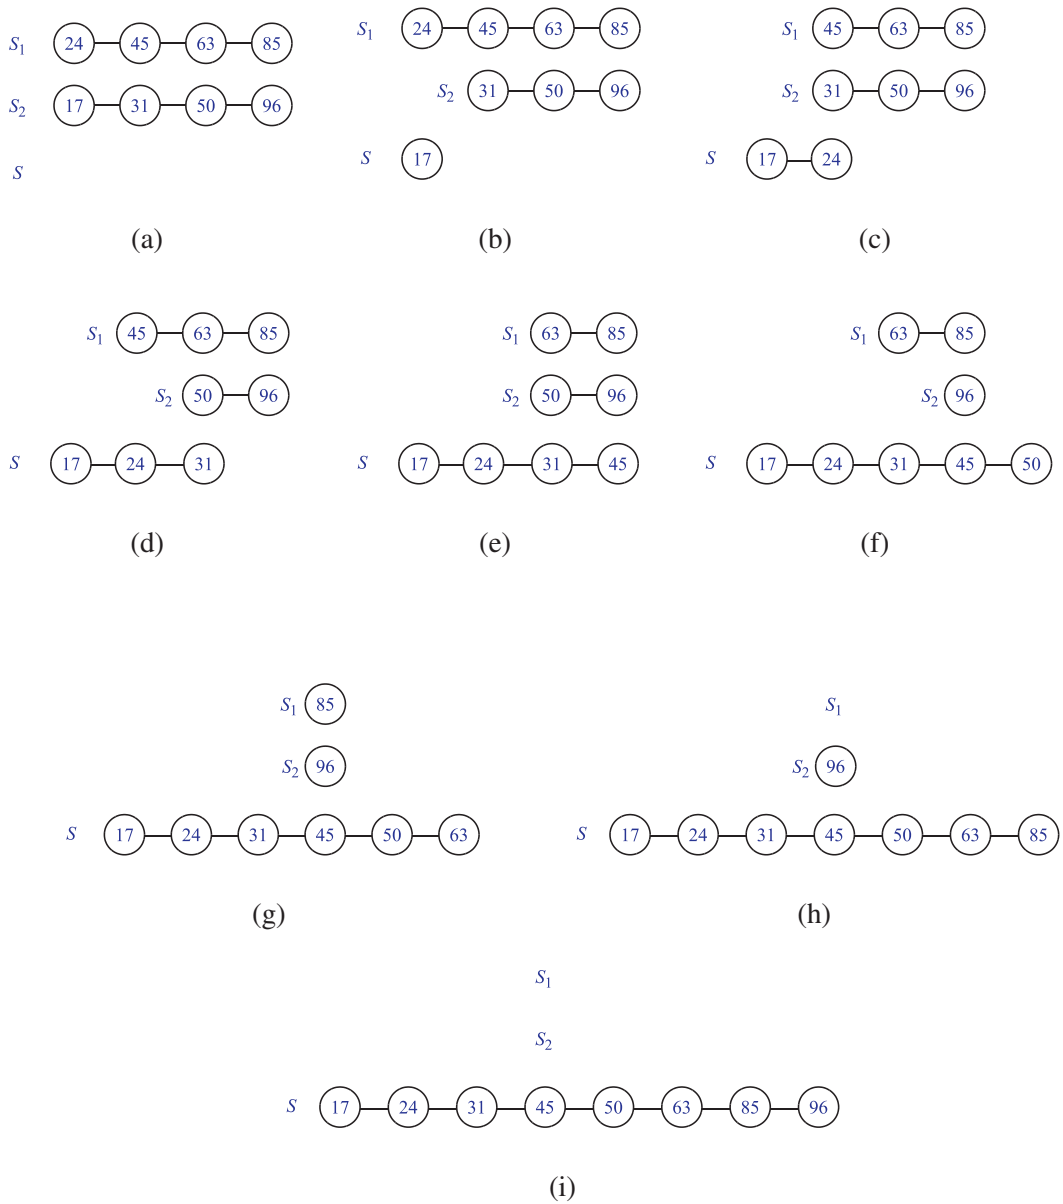 S1 24 45 63 85
S2 17 31 50 96
S
(a)
S1 24 45 63 85
S2 31 50 96
S 17
(b)
S1 45 63 85
S2 31 50 96
S 17 24
(c)
S1 45 63 85
S2 50 96
S 17 24 31
(d)
S1 63 85
S2 50 96
S 17 24 31 45
(e)
S1 63 85
S2 96
S 17 24 31 45 50
(f)
S1 85
S2 96
S 17 24 31 45 50 63
(g)
S1
S2 96
S 17 24 31 45 50 63 85
(h)
S1
S2
S 17 24 31 45 50 63 85 96
(i)